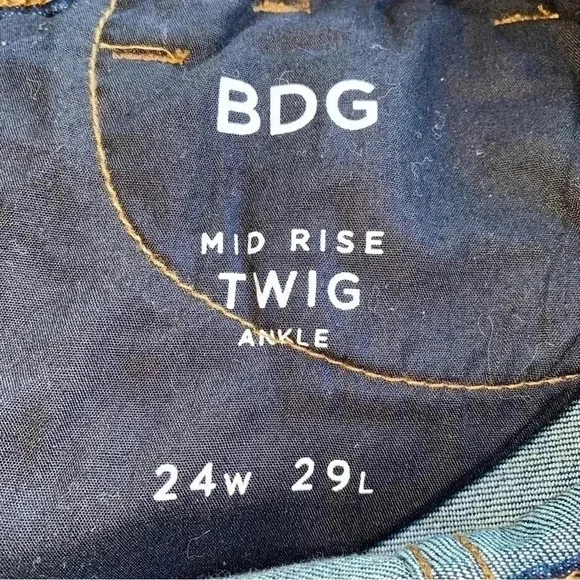 BDG
MID RISE
TWIG
ANKLE
24W 29L